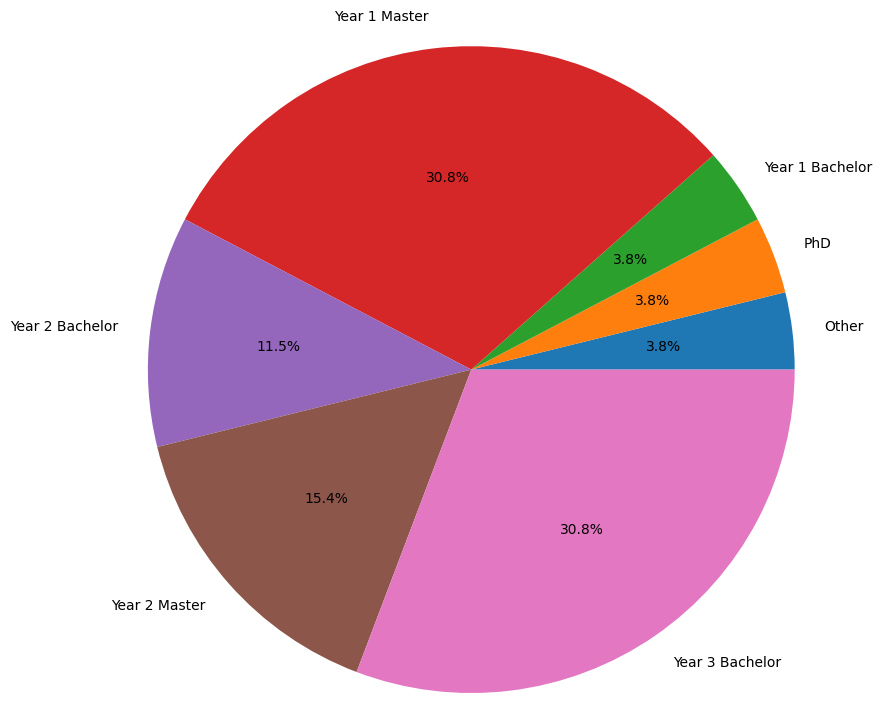 Year 1 Master
Year 1 Bachelor
30.8%
PhD
3.8%
3.8%
Year 2 Bachelor
Other
11.5%
3.8%
15.4%
30.8%
Year 2 Master
Year 3 Bachelor